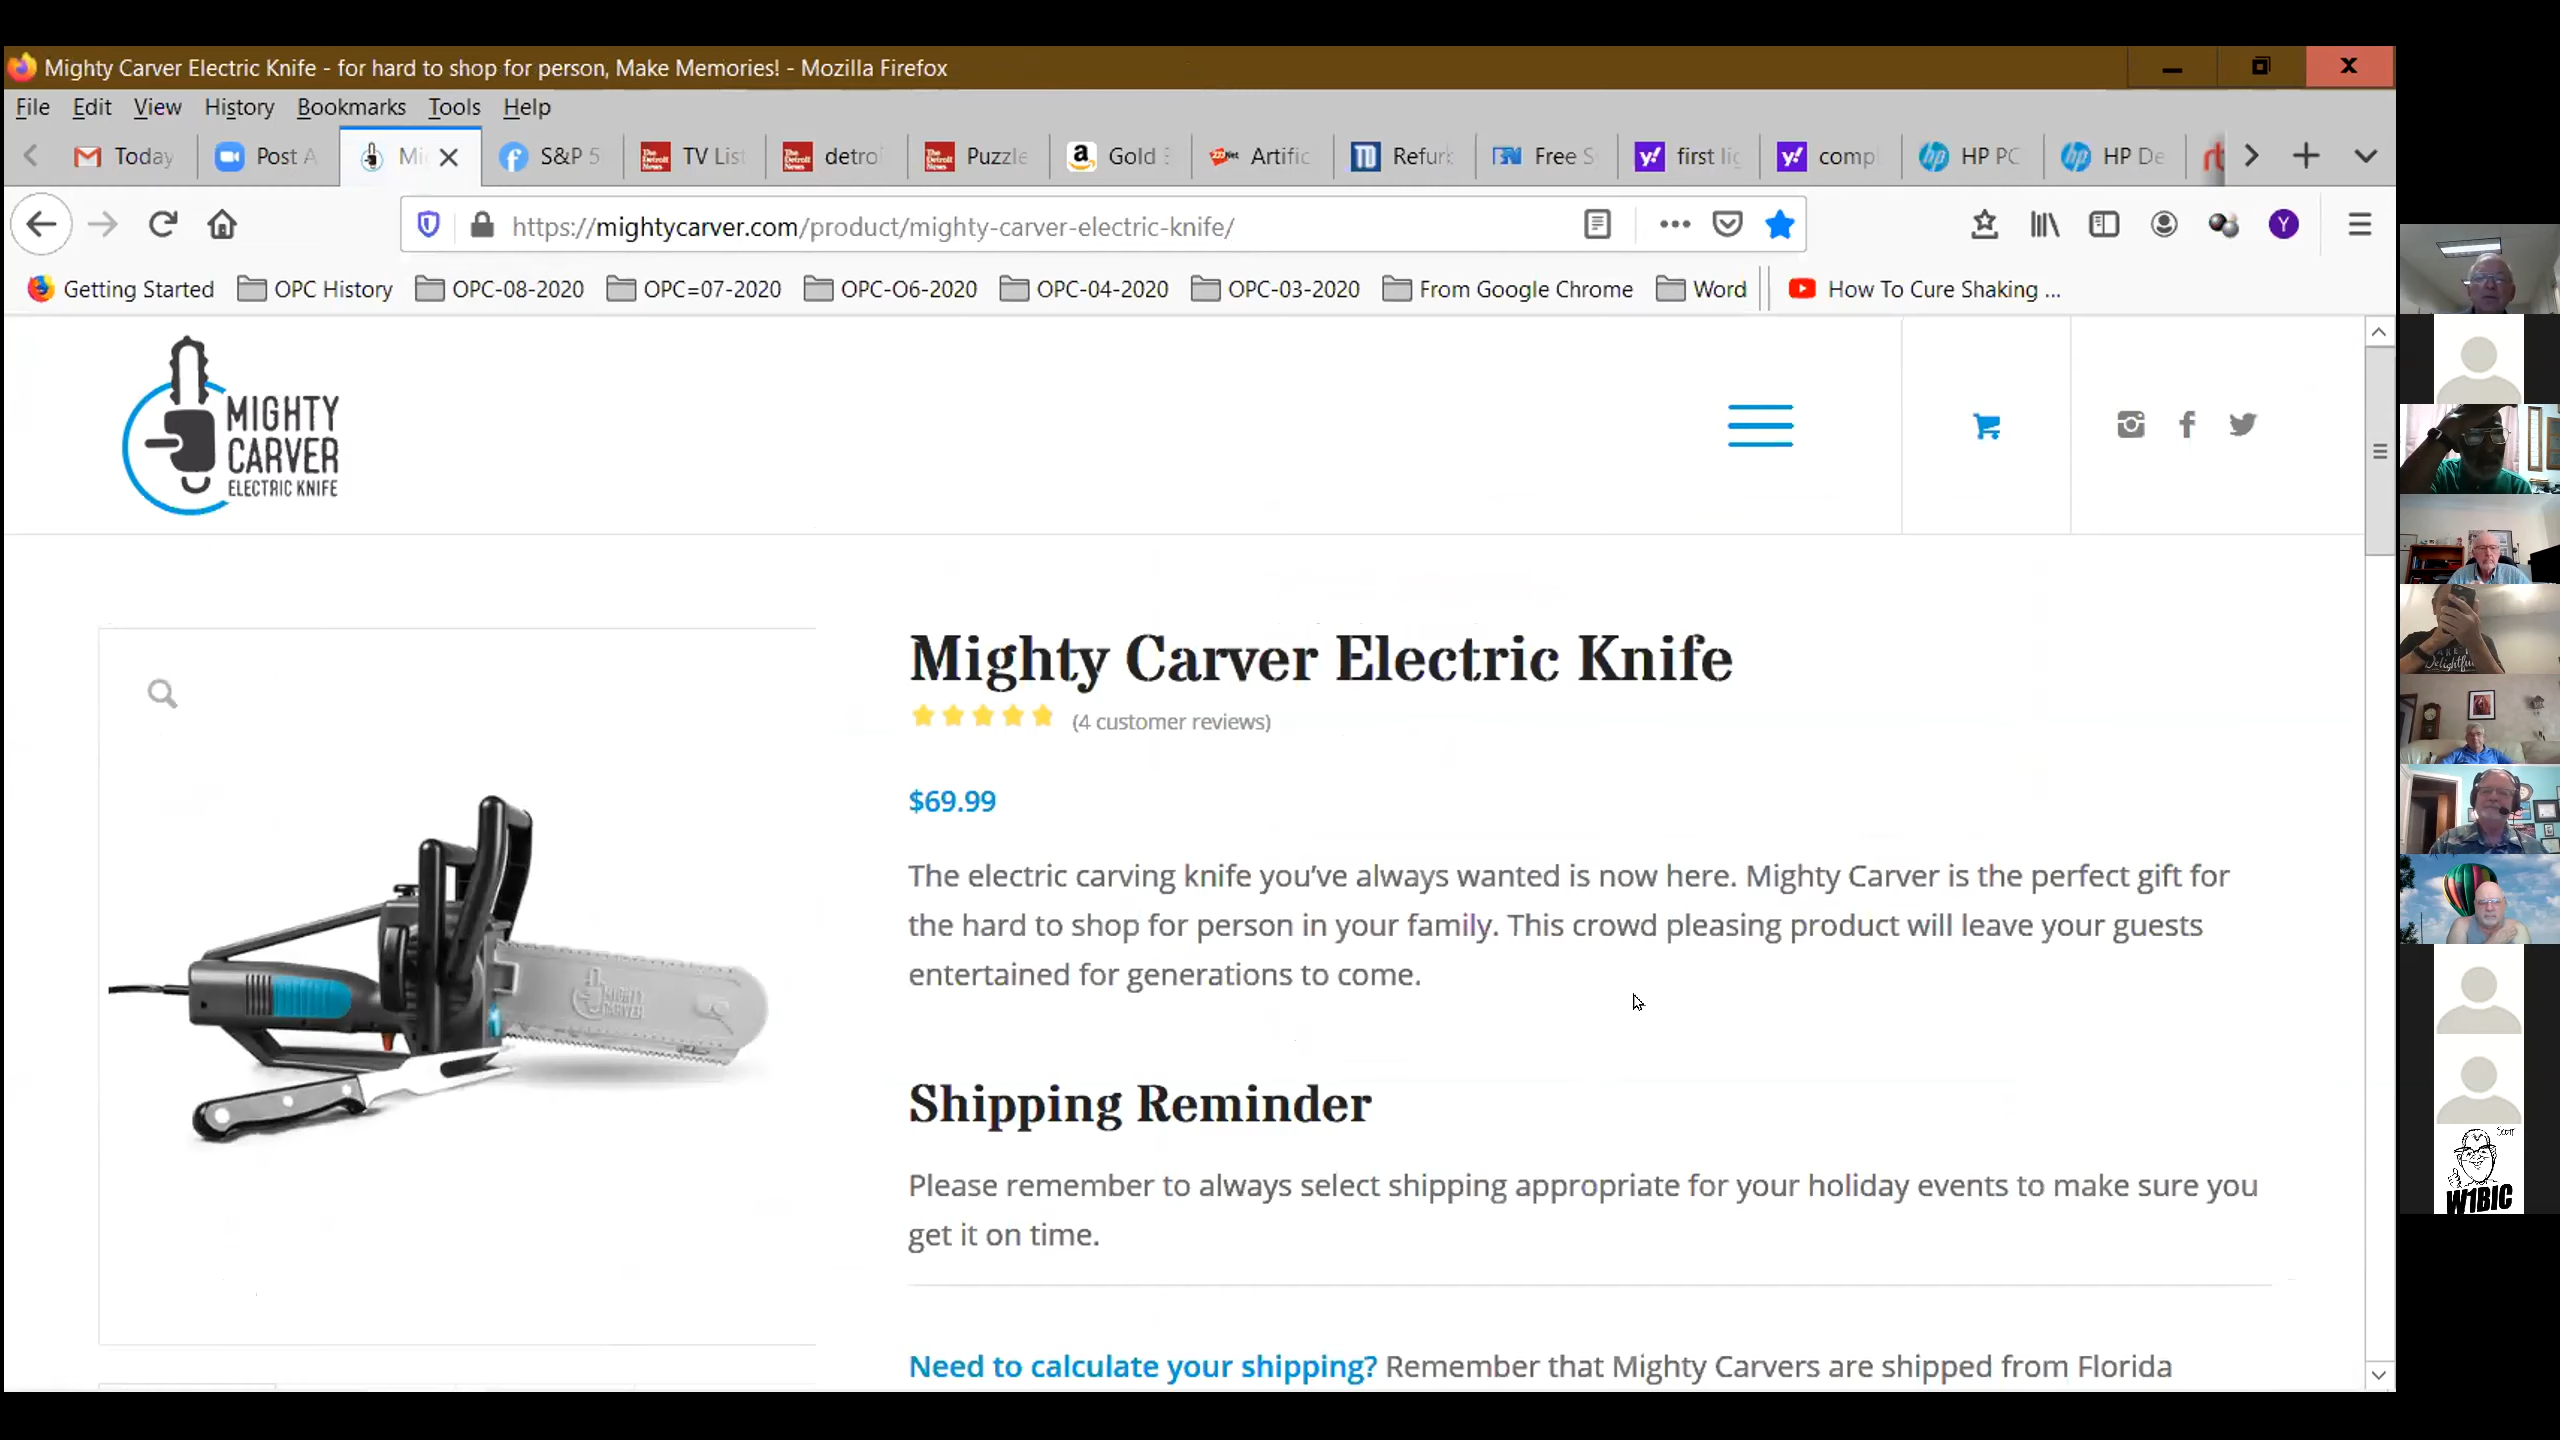 Mighty Carver Electric Knife - for hard to shop for person, Make Memories! - Mozilla Firefox
File Edit View History Bookmarks Tools Help
Today Post A Mi S&P 5 TV List detro Puzzle Gold Artific Refurk Free S first lig comp HP PC HP De
https://mightycarver.com/product/mighty-carver-electric-knife/
Getting Started OPC History OPC-08-2020 OPC=07-2020 OPC-O6-2020 OPC-04-2020 OPC-03-2020 From Google Chrome Word How To Cure Shaking ...
MIGHTY
CARVER
ELECTRIC KNIFE
Mighty Carver Electric Knife
(4 customer reviews)
$69.99
The electric carving knife you've always wanted is now here. Mighty Carver is the perfect gift for
the hard to shop for person in your family. This crowd pleasing product will leave your guests
entertained for generations to come.
MIGHTY
CARVER
Shipping Reminder
Please remember to always select shipping appropriate for your holiday events to make sure you
get it on time.
Need to calculate your shipping? Remember that Mighty Carvers are shipped from Florida
Delightful
Scott
W1BIC